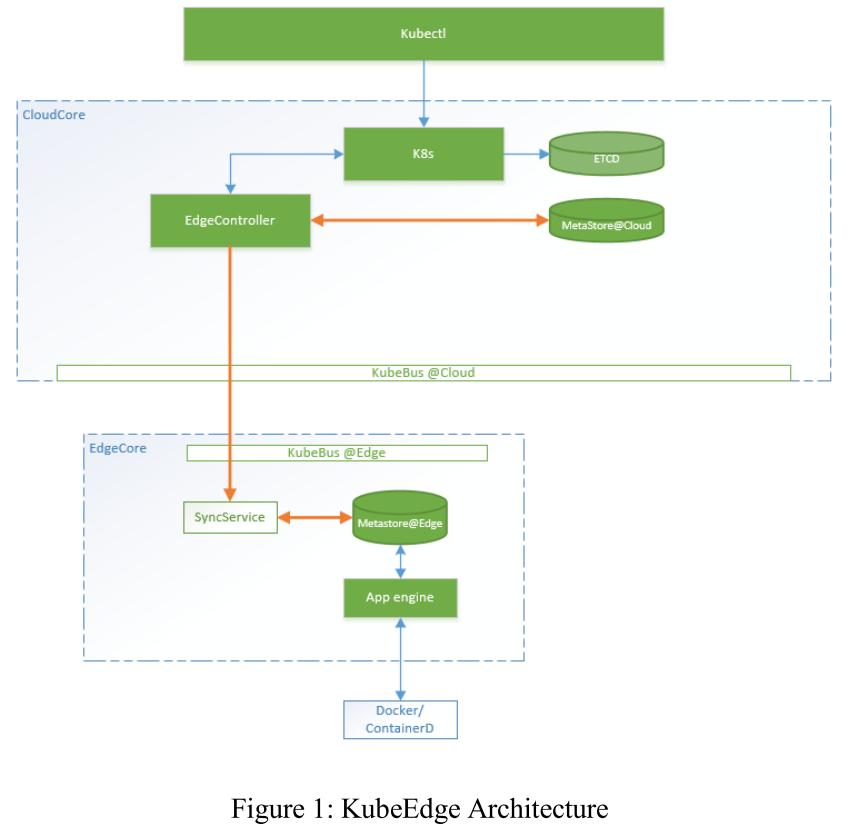 Kubectl
CloudCore
K8s
ETCD
EdgeController
MetaStore@Cloud
KubeBus @Cloud
EdgeCore
KubeBus @Edge
SyncService
Metastore@Edge
App engine
Docker/
ContainerD
Figure 1: KubeEdge Architecture